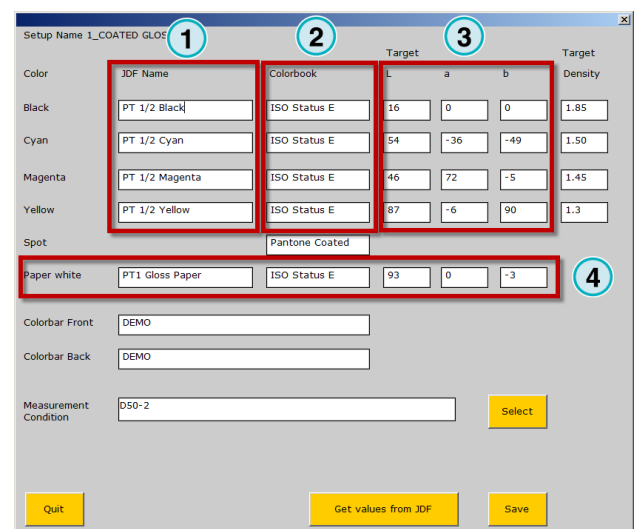 Setup Name 1_COATED GLOS
1
2
3
Target
Target
Color JDF Name Colorbook L a b Density
Black PT 1/2 Black ISO Status E 16 0 0 1.85
Cyan PT 1/2 Cyan ISO Status E 54 -36 -49 1.50
Magenta PT 1/2 Magenta ISO Status E 46 72 -5 1.45
Yellow PT 1/2 Yellow ISO Status E 87 -6 90 1.3
Spot Pantone Coated
Paper white PT1 Gloss Paper ISO Status E 93 0 -3
4
Colorbar Front DEMO
Colorbar Back DEMO
Measurement
Condition
D50-2
Select
Quit Get values from JDF Save